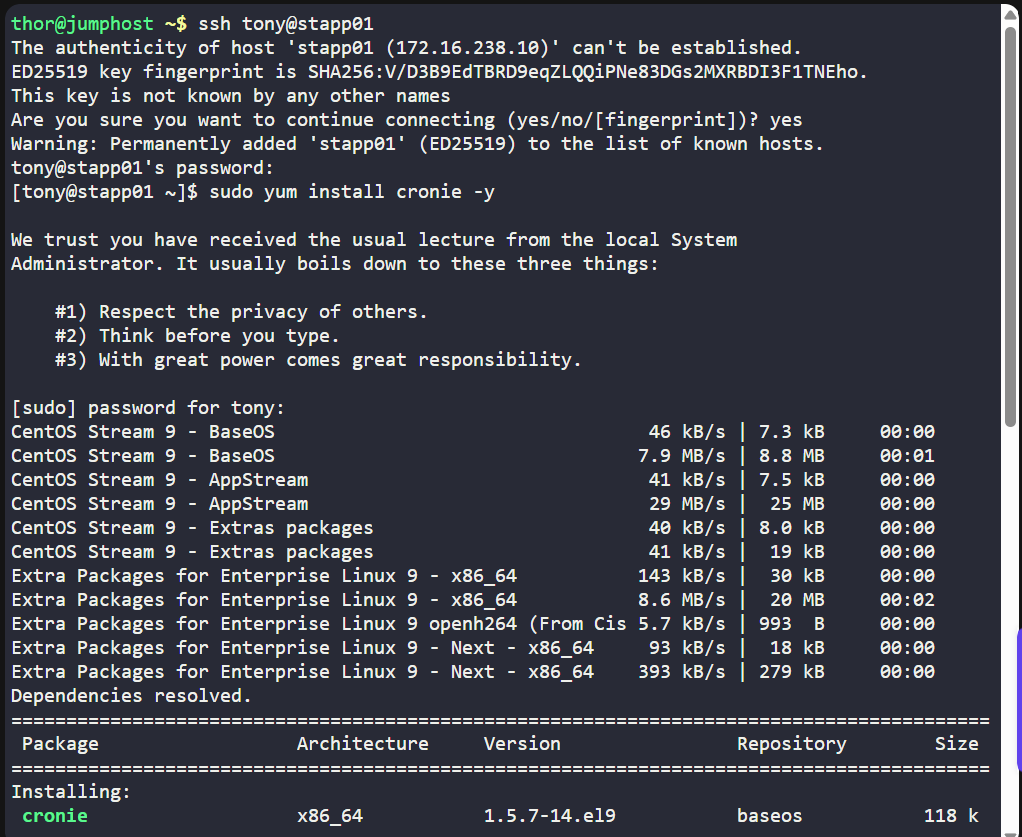 thor@jumphost ~$ ssh tony@stapp01
The authenticity of host 'stapp01 (172.16.238.10)' can't be established.
ED25519 key fingerprint is SHA256:V/D3B9EdTBRD9eqZLQQiPNe83DGs2MXRBDI3F1TNEho.
This key is not known by any other names
Are you sure you want to continue connecting (yes/no/[fingerprint])? yes
Warning: Permanently added 'stapp01' (ED25519) to the list of known hosts.
tony@stapp01's password:
[tony@stapp01 ~]$ sudo yum install cronie -y

We trust you have received the usual lecture from the local System
Administrator. It usually boils down to these three things:

    #1) Respect the privacy of others.
    #2) Think before you type.
    #3) With great power comes great responsibility.

[sudo] password for tony:
CentOS Stream 9 - BaseOS                                  46 kB/s | 7.3 kB     00:00
CentOS Stream 9 - BaseOS                                 7.9 MB/s | 8.8 MB     00:01
CentOS Stream 9 - AppStream                               41 kB/s | 7.5 kB     00:00
CentOS Stream 9 - AppStream                               29 MB/s |  25 MB     00:00
CentOS Stream 9 - Extras packages                         40 kB/s | 8.0 kB     00:00
CentOS Stream 9 - Extras packages                         41 kB/s |  19 kB     00:00
Extra Packages for Enterprise Linux 9 - x86_64           143 kB/s |  30 kB     00:00
Extra Packages for Enterprise Linux 9 - x86_64           8.6 MB/s |  20 MB     00:02
Extra Packages for Enterprise Linux 9 openh264 (From Cis 5.7 kB/s | 993  B     00:00
Extra Packages for Enterprise Linux 9 - Next - x86_64     93 kB/s |  18 kB     00:00
Extra Packages for Enterprise Linux 9 - Next - x86_64    393 kB/s | 279 kB     00:00
Dependencies resolved.
=========================================================================================
 Package                  Architecture     Version                Repository        Size
=========================================================================================
Installing:
 cronie                   x86_64           1.5.7-14.el9           baseos           118 k